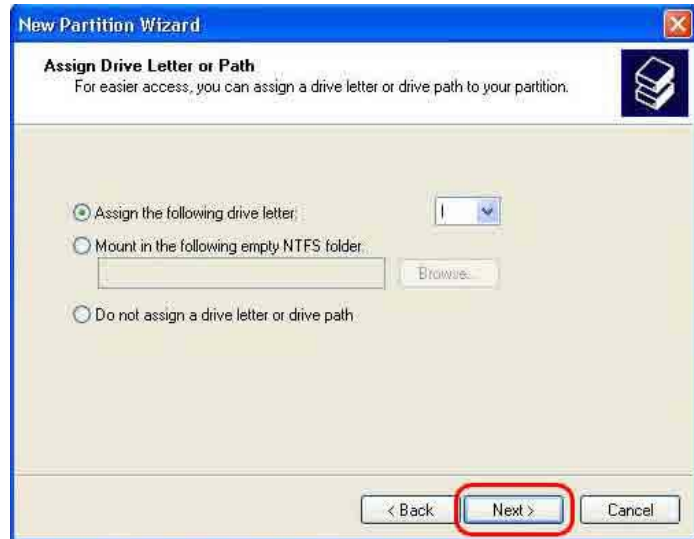 New Partition Wizard
Assign Drive Letter or Path
For easier access, you can assign a drive letter or drive path to your partition.
Assign the following drive letter: I
Mount in the following empty NTFS folder:
Browse...
Do not assign a drive letter or drive path
< Back Next > Cancel